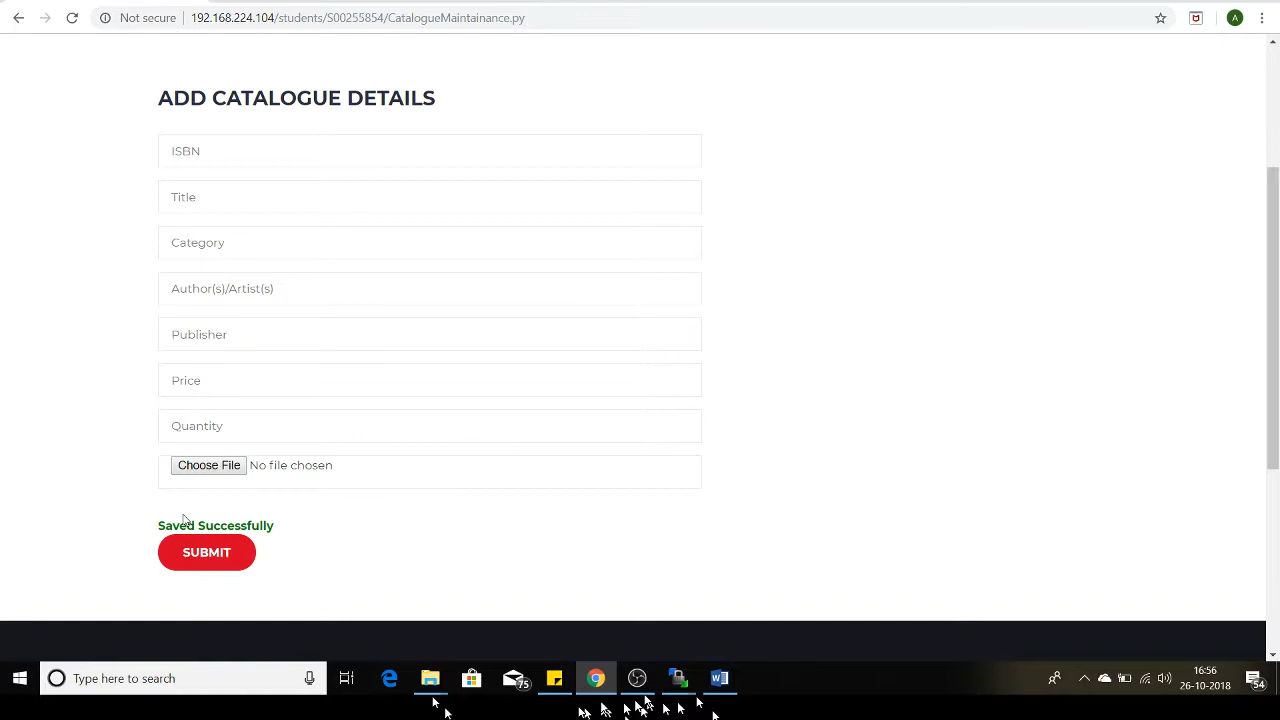 Not secure
192.168.224.104/students/S00255854/CatalogueMaintainance.py
A
ADD CATALOGUE DETAILS
ISBN
Title
Category
Author(s)/Artist(s)
Publisher
Price
Quantity
Choose File No file chosen
Saved Successfully
SUBMIT
Type here to search
75
16:56
26-10-2018
54